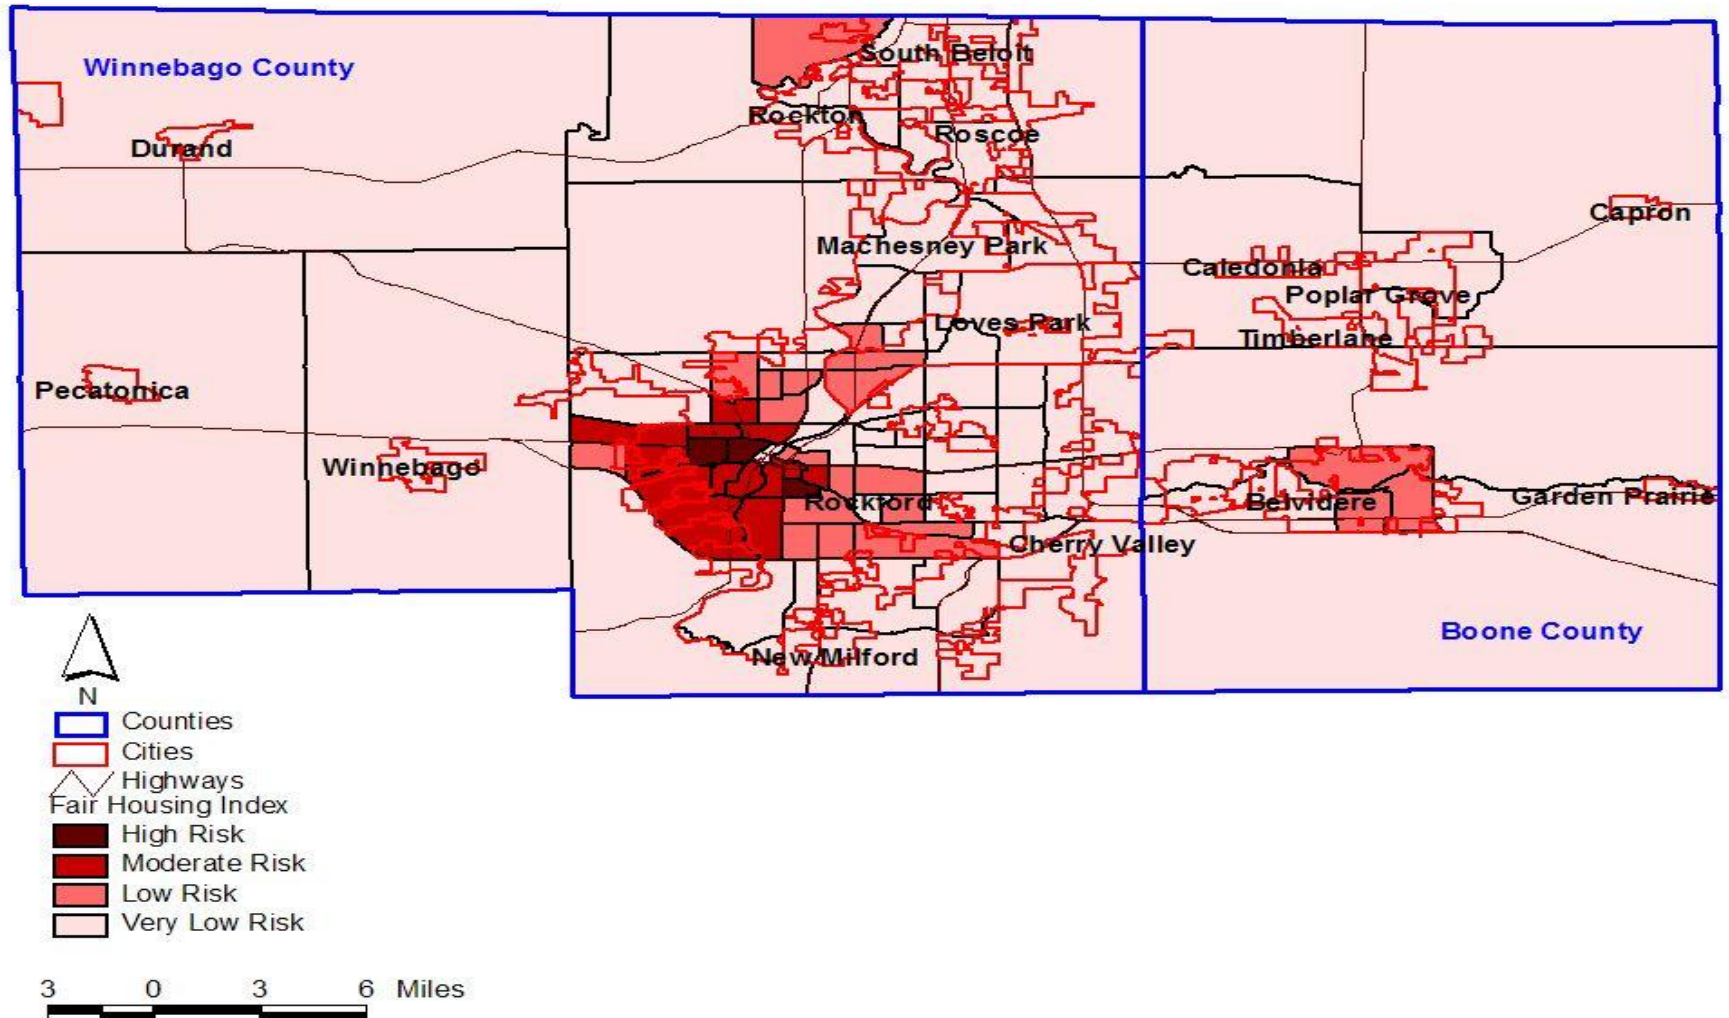 South Beloit
Winnebago County
Rockton
Roscoe
Durand
Capron
Machesney Park
Caledonia
Poplar Grove
Loves Park
Timberlane
Pecatonica
Winnebago
Rockford
Belvidere
Garden Prairie
Cherry Valley
Boone County
New Milford
N
Counties
Cities
Highways
Fair Housing Index
High Risk
Moderate Risk
Low Risk
Very Low Risk
3 0 3 6 Miles